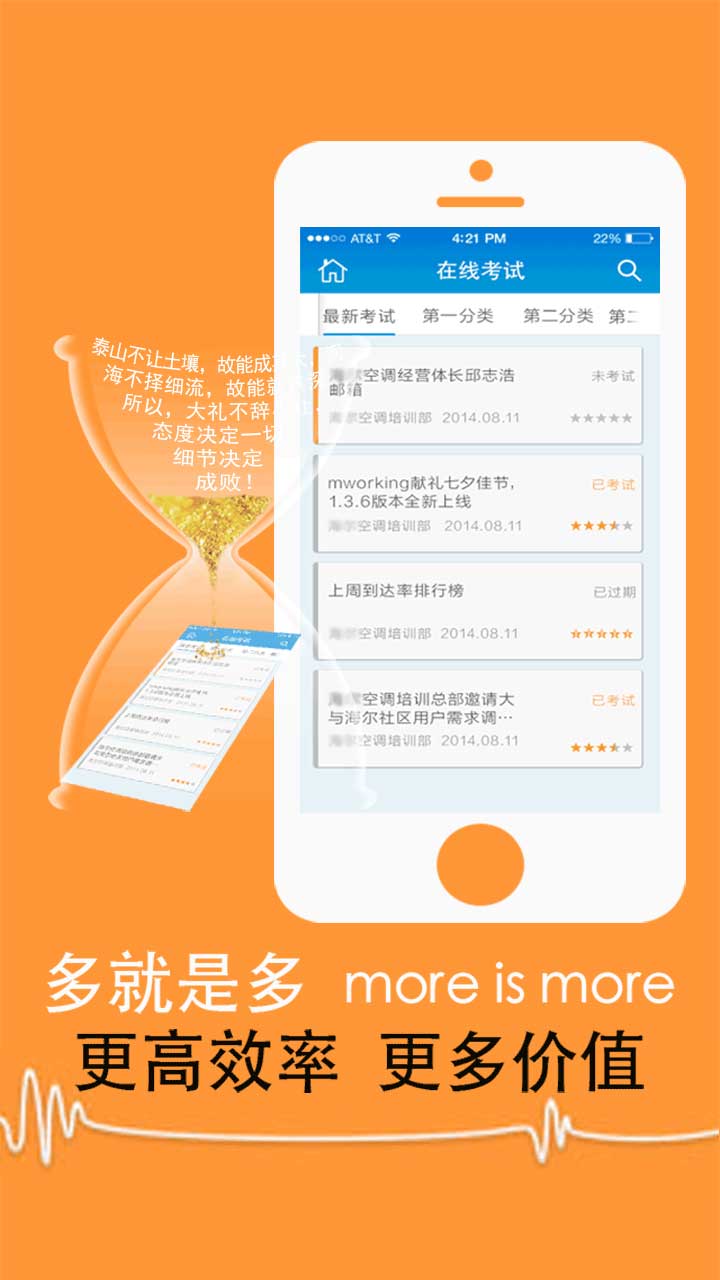 AT&T 4:21 PM 22%
在线考试
最新考试 第一分类 第二分类 第二
空调经营体长邱志浩
邮箱
未考试
空调培训部 2014.08.11
mworking献礼七夕佳节,
1.3.6版本全新上线
已考试
空调培训部 2014.08.11
上周到达率排行榜
已过期
空调培训部 2014.08.11
空调培训总部邀请大
与海尔社区用户需求调…
已考试
空调培训部 2014.08.11
泰山不让土壤，故能成
海不择细流，故能就
所以，大礼不辞
态度决定一切
细节决定
成败！
多就是多 more is more
更高效率 更多价值